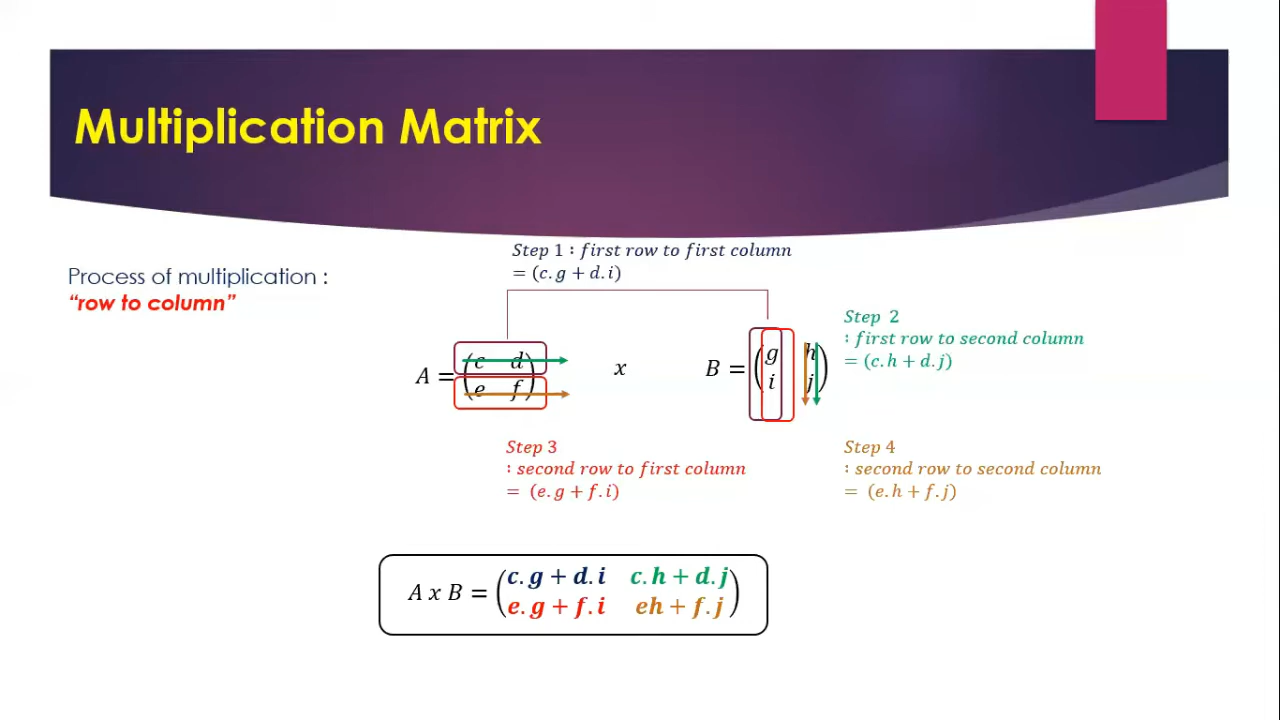 Multiplication Matrix
Process of multiplication :
“row to column”
Step 1 : first row to first column
= (c.g + d.i)
A = (c d
e f)
x
B = (g h
i j)
Step 2
: first row to second column
= (c.h + d.j)
Step 3
: second row to first column
= (e.g + f.i)
Step 4
: second row to second column
= (e.h + f.j)
A x B = (c.g + d.i c.h + d.j
e.g + f.i eh + f.j)